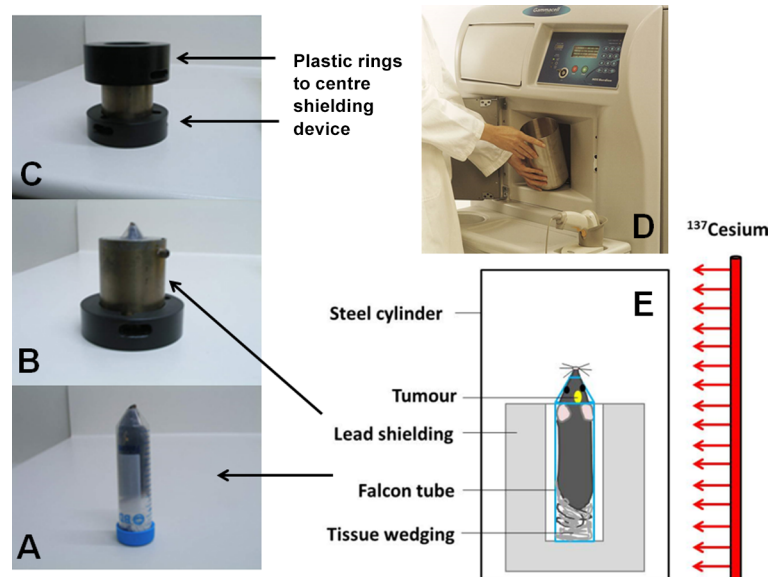 Plastic rings
to centre
shielding
device
C
Gammacell
D
¹³⁷Cesium
B
E
Steel cylinder
Tumour
Lead shielding
Falcon tube
Tissue wedging
A